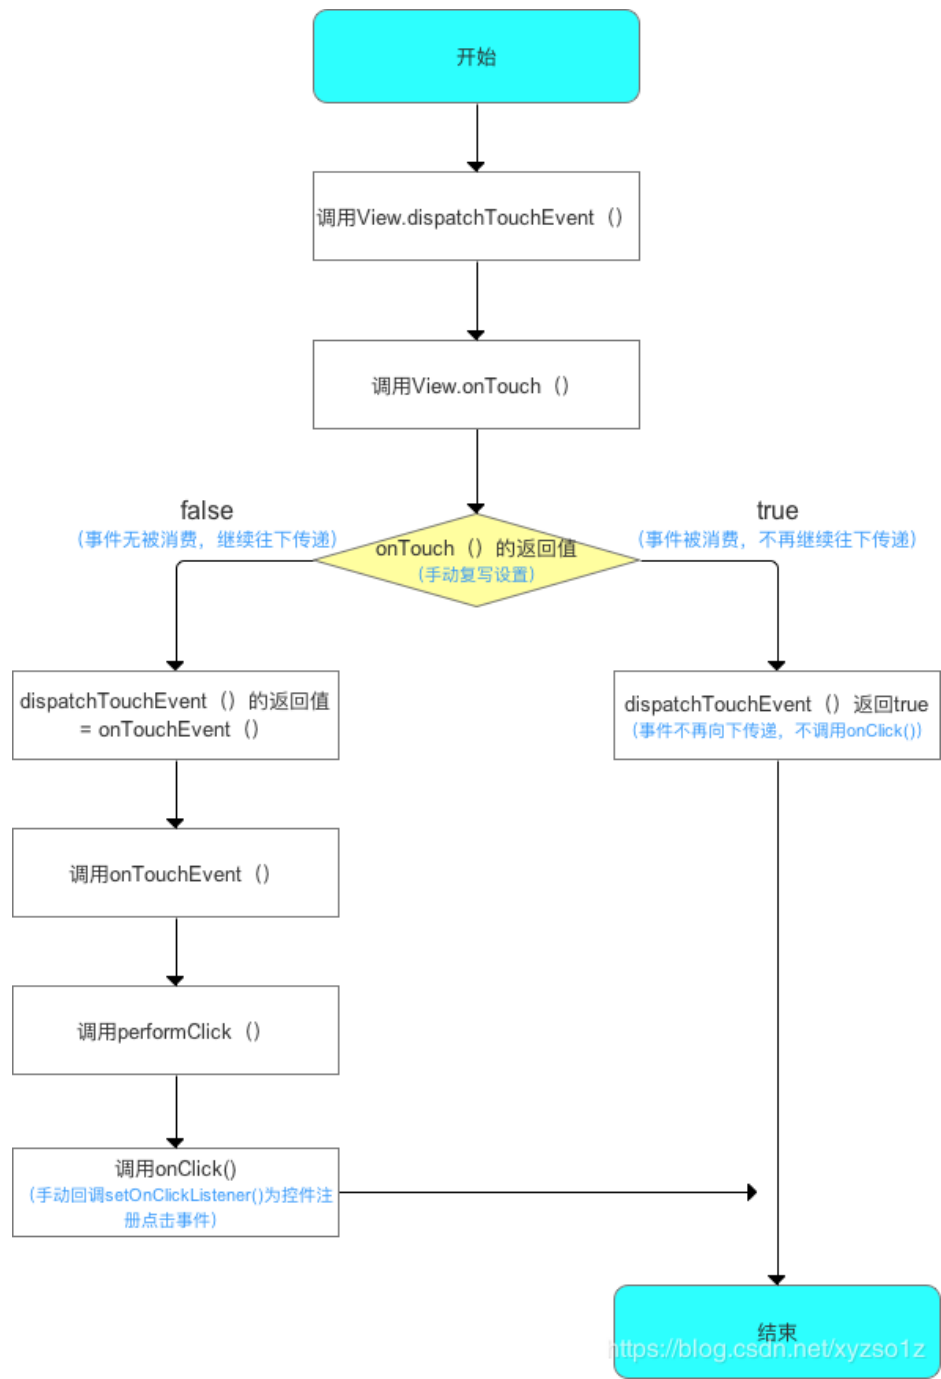 开始
调用View.dispatchTouchEvent（）
调用View.onTouch（）
false
（事件无被消费，继续往下传递）
onTouch（）的返回值
（手动复写设置）
true
（事件被消费，不再继续往下传递）
dispatchTouchEvent（）的返回值
= onTouchEvent（）
dispatchTouchEvent（）返回true
（事件不再向下传递，不调用onClick()）
调用onTouchEvent（）
调用performClick（）
调用onClick()
（手动回调setOnClickListener()为控件注
册点击事件）
结束
https://blog.csdn.net/xyzso1z